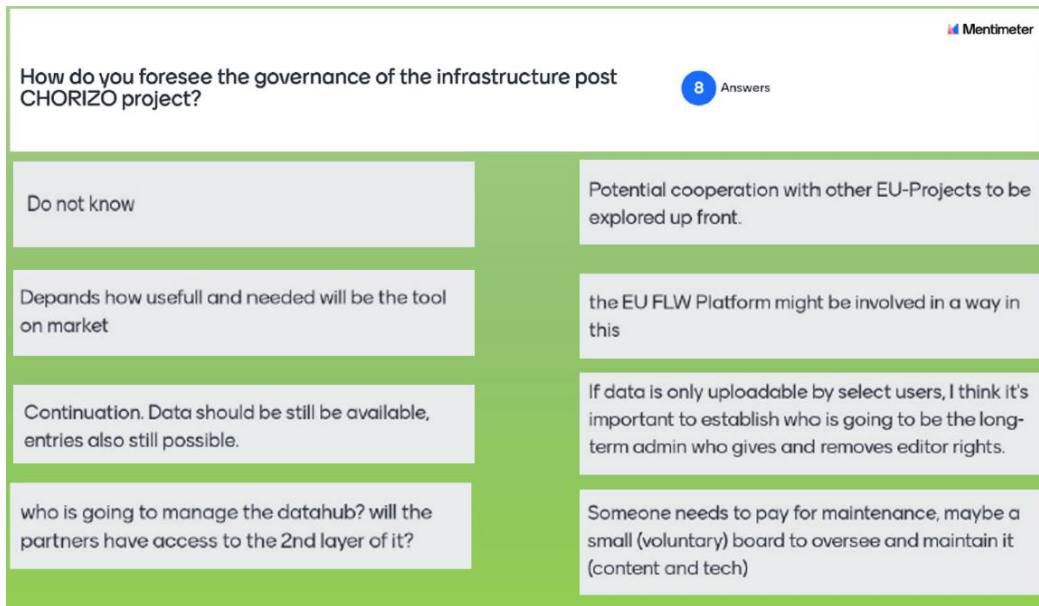 Mentimeter
How do you foresee the governance of the infrastructure post
CHORIZO project?
8 Answers
Do not know
Depands how usefull and needed will be the tool
on market
Continuation. Data should be still be available,
entries also still possible.
who is going to manage the datahub? will the
partners have access to the 2nd layer of it?
Potential cooperation with other EU-Projects to be
explored up front.
the EU FLW Platform might be involved in a way in
this
If data is only uploadable by select users, I think it's
important to establish who is going to be the long-
term admin who gives and removes editor rights.
Someone needs to pay for maintenance, maybe a
small (voluntary) board to oversee and maintain it
(content and tech)